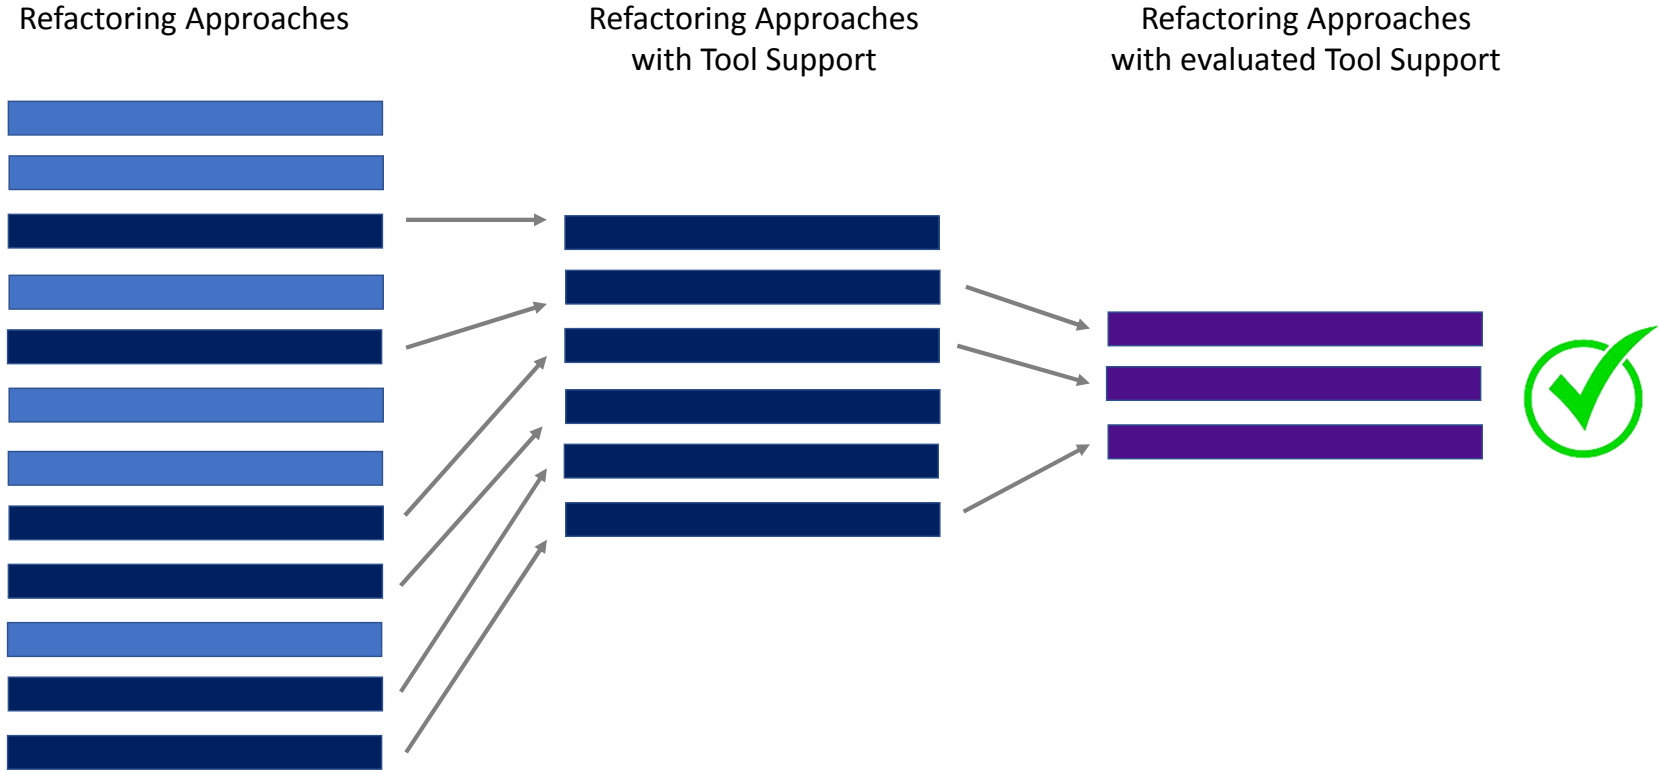 Refactoring Approaches
Refactoring Approaches
with Tool Support
Refactoring Approaches
with evaluated Tool Support